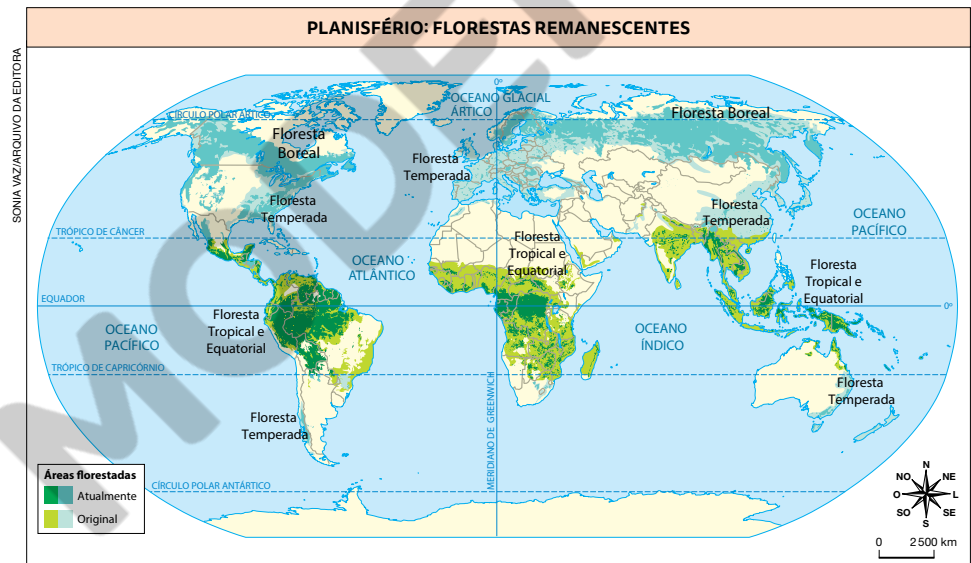 PLANISFÉRIO: FLORESTAS REMANESCENTES
SONIA VAZ/ARQUIVO DA EDITORA
0º
OCEANO GLACIAL
ÁRTICO
CÍRCULO POLAR ÁRTICO
Floresta
Boreal
Floresta Boreal
Floresta
Temperada
Floresta
Temperada
Floresta
Temperada
OCEANO
PACÍFICO
TRÓPICO DE CÂNCER
OCEANO
ATLÂNTICO
Floresta
Tropical e
Equatorial
Floresta
Tropical e
Equatorial
EQUADOR
0º
Floresta
Tropical e
Equatorial
OCEANO
PACÍFICO
OCEANO
ÍNDICO
TRÓPICO DE CAPRICÓRNIO
Floresta
Temperada
Floresta
Temperada
MERIDIANO DE GREENWICH
CÍRCULO POLAR ANTÁRTICO
Áreas florestadas
Atualmente
Original
N
NO
NE
O
L
SO
SE
S
0
2 500 km
MODE